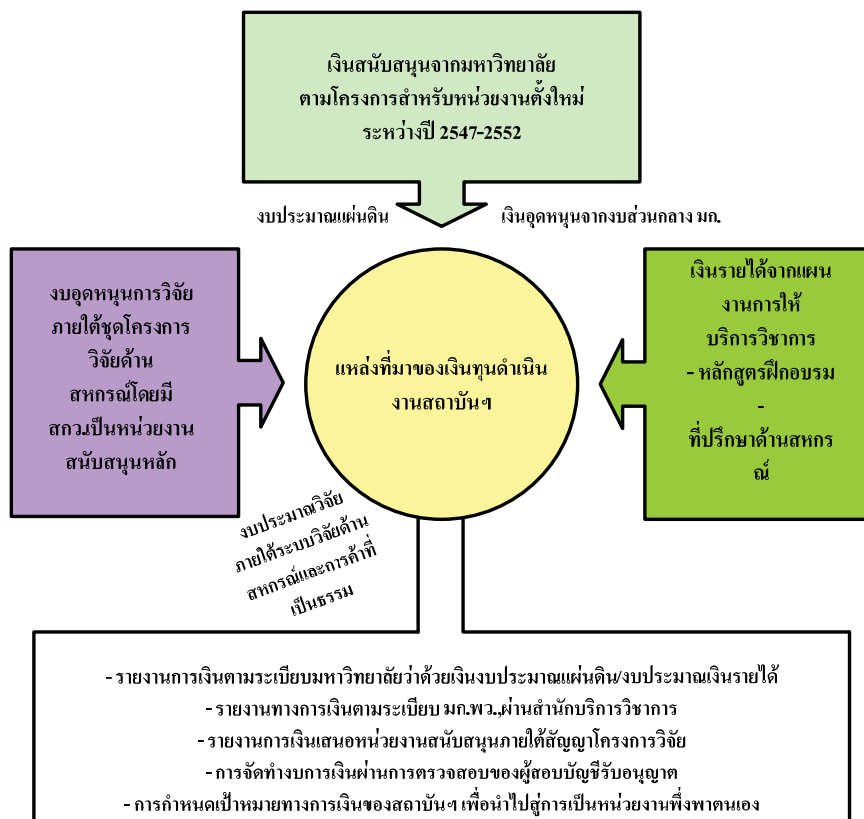 เงินสนับสนุนจากมหาวิทยาลัย
ตามโครงการสำหรับหน่วยงานตั้งใหม่
ระหว่างปี 2547-2552
งบประมาณแผ่นดิน
เงินอุดหนุนจากงบส่วนกลาง มก.
งบอุดหนุนการวิจัย
ภายใต้ชุดโครงการ
วิจัยด้าน
สหกรณ์โดยมี
สกว.เป็นหน่วยงาน
สนับสนุนหลัก
แหล่งที่มาของเงินทุนดำเนิน
งานสถาบันฯ
เงินรายได้จากแผน
งานการให้
บริการวิชาการ
- หลักสูตรฝึกอบรม
-
ที่ปรึกษาด้านสหกร
ณ์
งบประมาณวิจัย
ภายใต้ระบบวิจัยด้าน
สหกรณ์และการค้าที่
เป็นธรรม
- รายงานการเงินตามระเบียบมหาวิทยาลัยว่าด้วยเงินงบประมาณแผ่นดิน/งบประมาณเงินรายได้
- รายงานทางการเงินตามระเบียบ มก.พว.,ผ่านสำนักบริการวิชาการ
- รายงานการเงินเสนอหน่วยงานสนับสนุนภายใต้สัญญาโครงการวิจัย
- การจัดทำงบการเงินผ่านการตรวจสอบของผู้สอบบัญชีรับอนุญาต
- การกำหนดเป้าหมายทางการเงินของสถาบันฯ เพื่อนำไปสู่การเป็นหน่วยงานพึ่งพาตนเอง